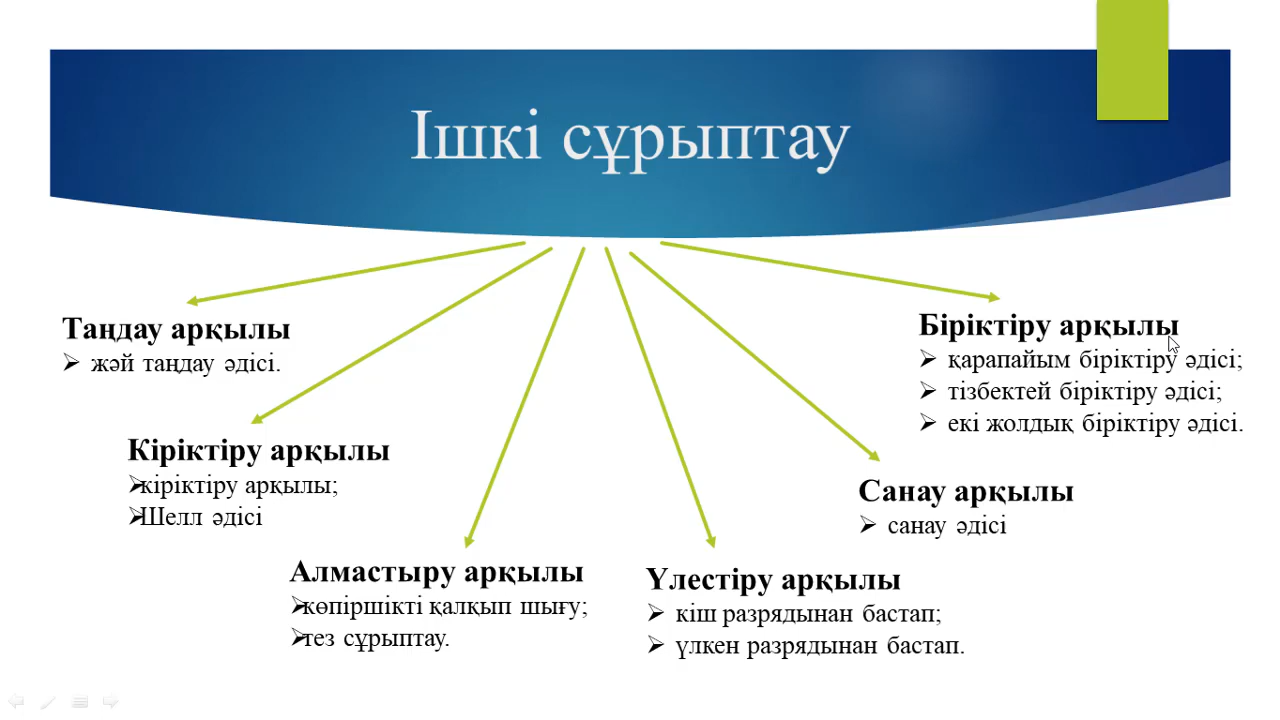 Ішкі сұрыптау
Таңдау арқылы
жәй таңдау әдісі.
Кіріктіру арқылы
кіріктіру арқылы;
Шелл әдісі
Алмастыру арқылы
көпіршікті қалқып шығу;
тез сұрыптау.
Үлестіру арқылы
кіш разрядынан бастап;
үлкен разрядынан бастап.
Санау арқылы
санау әдісі
Біріктіру арқылы
қарапайым біріктіру әдісі;
тізбектей біріктіру әдісі;
екі жолдық біріктіру әдісі.